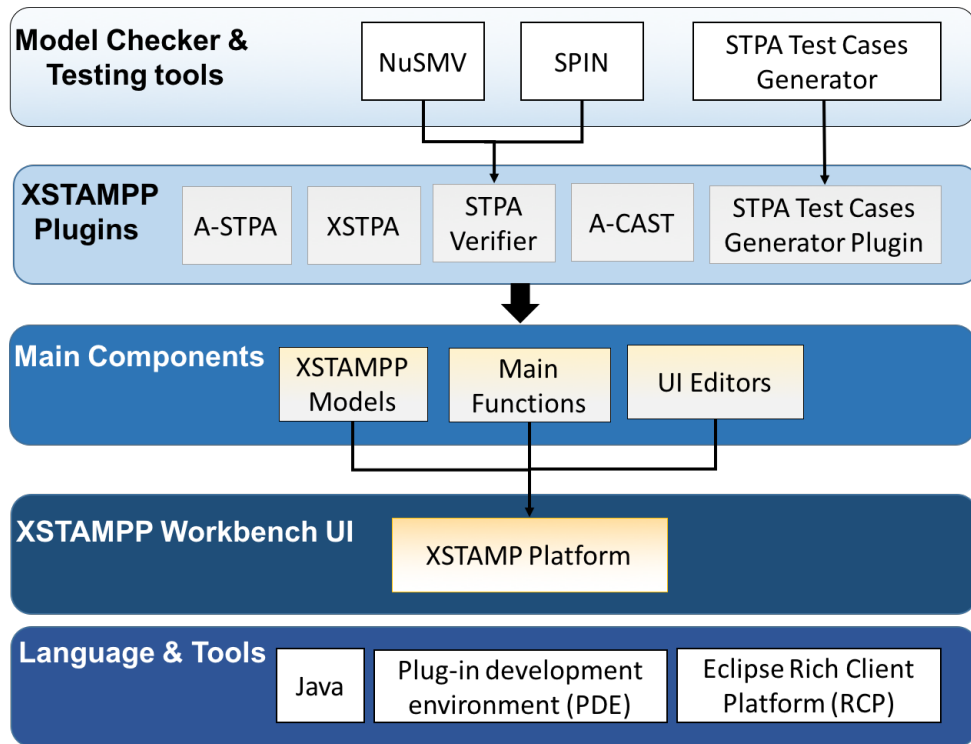 Model Checker &
Testing tools
NuSMV
SPIN
STPA Test Cases
Generator
XSTAMPP
Plugins
A-STPA
XSTPA
STPA
Verifier
A-CAST
STPA Test Cases
Generator Plugin
Main Components
XSTAMPP
Models
Main
Functions
UI Editors
XSTAMPP Workbench UI
XSTAMP Platform
Language & Tools
Java
Plug-in development
environment (PDE)
Eclipse Rich Client
Platform (RCP)